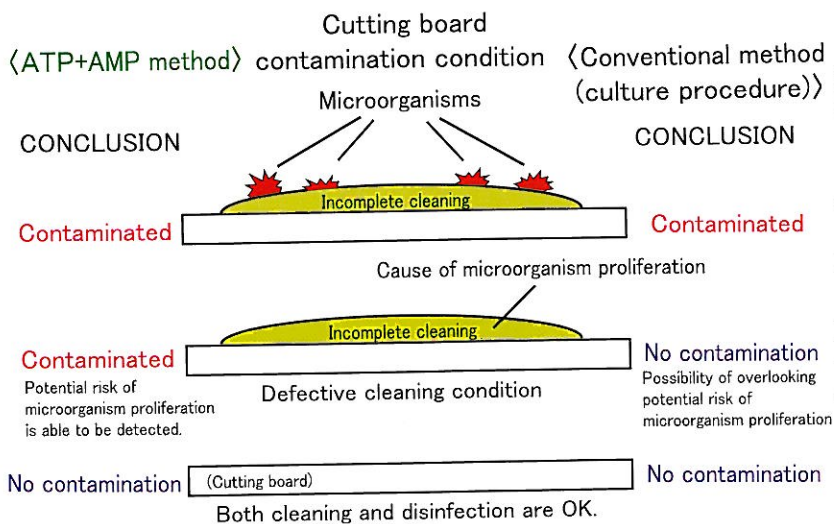 Cutting board
〈ATP+AMP method〉 contamination condition 〈Conventional method
(culture procedure)〉
Microorganisms
CONCLUSION
CONCLUSION
Incomplete cleaning
Contaminated
Contaminated
Cause of microorganism proliferation
Incomplete cleaning
Contaminated
Potential risk of
microorganism proliferation
is able to be detected.
Defective cleaning condition
No contamination
Possibility of overlooking
potential risk of
microorganism proliferation
No contamination
(Cutting board)
No contamination
Both cleaning and disinfection are OK.